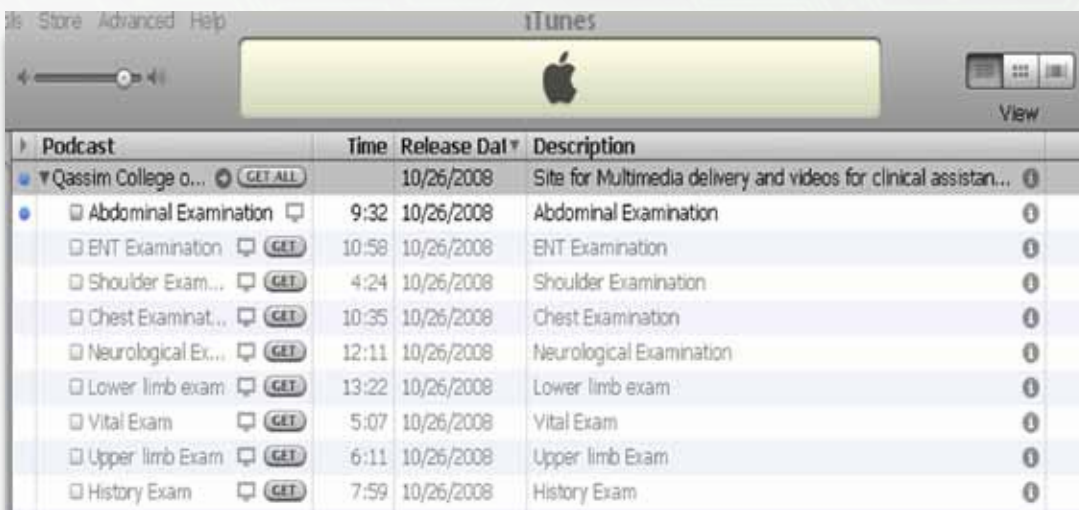 Store Advanced Help
iTunes
View
Podcast Time Release Dat Description
Qassim College o... GET ALL 10/26/2008 Site for Multimedia delivery and videos for clinical assistan...
Abdominal Examination 9:32 10/26/2008 Abdominal Examination
ENT Examination GET 10:58 10/26/2008 ENT Examination
Shoulder Exam... GET 4:24 10/26/2008 Shoulder Examination
Chest Examinat... GET 10:35 10/26/2008 Chest Examination
Neurological Ex... GET 12:11 10/26/2008 Neurological Examination
Lower limb exam GET 13:22 10/26/2008 Lower limb exam
Vital Exam GET 5:07 10/26/2008 Vital Exam
Upper limb Exam GET 6:11 10/26/2008 Upper limb Exam
History Exam GET 7:59 10/26/2008 History Exam